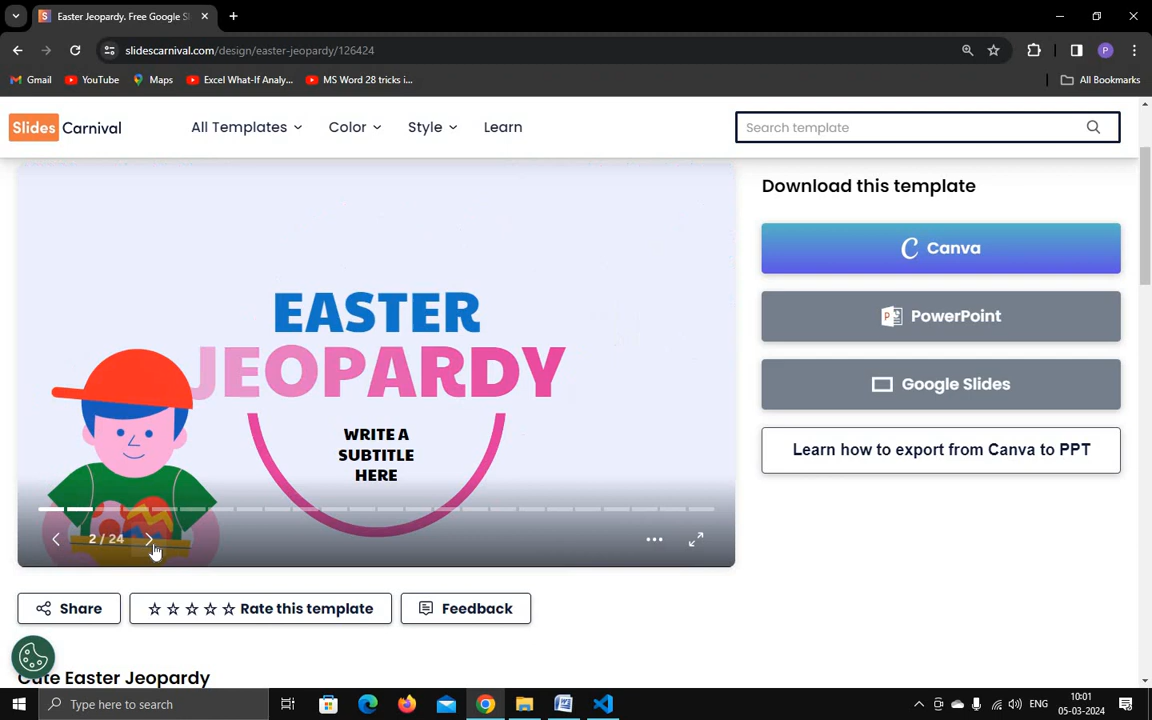 Easter Jeopardy. Free Google Sl
slidescarnival.com/design/easter-jeopardy/126424
P
Gmail
YouTube
Maps
Excel What-If Analy...
MS Word 28 tricks i...
All Bookmarks
Slides Carnival
All Templates
Color
Style
Learn
Search template
Download this template
Canva
PowerPoint
Google Slides
Learn how to export from Canva to PPT
EASTER
JEOPARDY
WRITE A
SUBTITLE
HERE
2 / 24
Share
Rate this template
Feedback
Cute Easter Jeopardy
Type here to search
ENG
10:01
05-03-2024